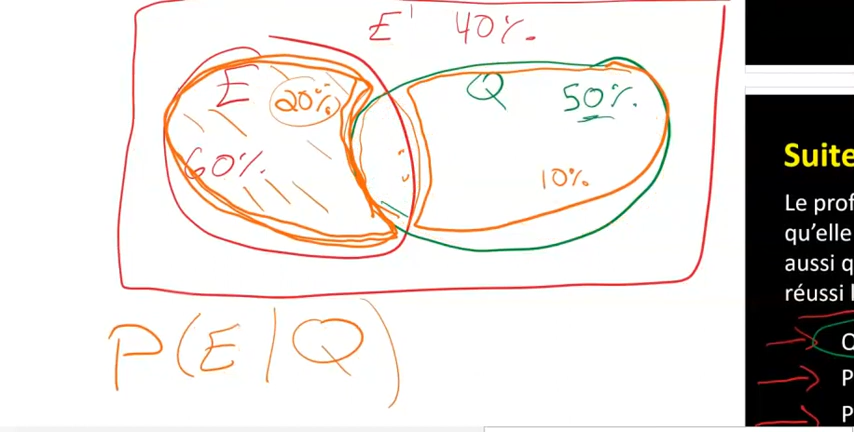 E' 40%.
E
20%
Q
50%.
60%.
10%
P(E|Q)
Suite
Le prof
qu'elle
aussi q
réussi l
P
P